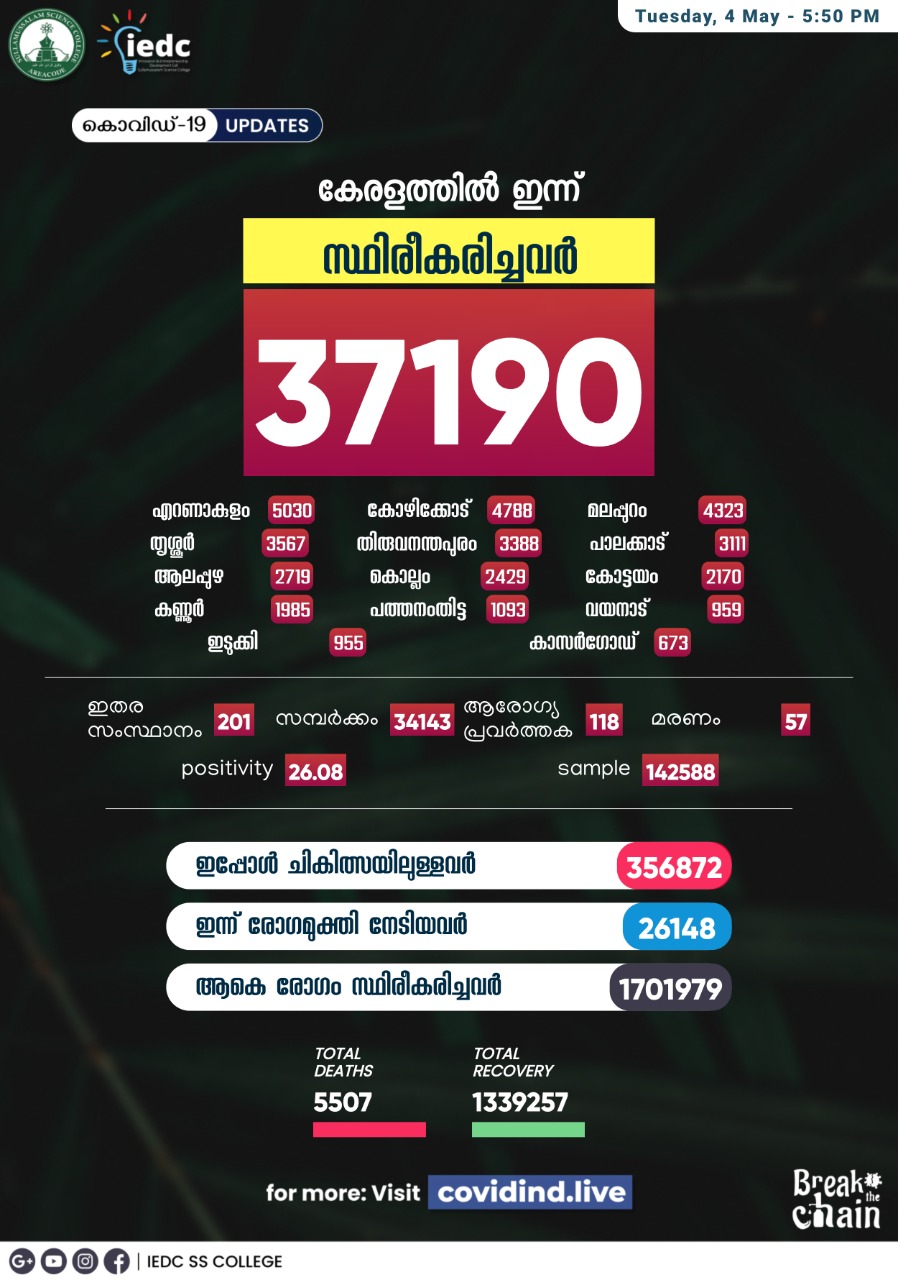 Tuesday, 4 May - 5:50 PM
SULLAMUSSALAM SCIENCE COLLEGE
AREACODE
iedc
കൊവിഡ്-19 UPDATES
കേരളത്തിൽ ഇന്ന്
സ്ഥിരീകരിച്ചവർ
37190
എറണാകുളം 5030 കോഴിക്കോട് 4788 മലപ്പുറം 4323
തൃശ്ശൂർ 3567 തിരുവനന്തപുരം 3388 പാലക്കാട് 3111
ആലപ്പുഴ 2719 കൊല്ലം 2429 കോട്ടയം 2170
കണ്ണൂർ 1985 പത്തനംതിട്ട 1093 വയനാട് 959
ഇടുക്കി 955 കാസർഗോഡ് 673
ഇതര
സംസ്ഥാനം 201
സമ്പർക്കം 34143
ആരോഗ്യ
പ്രവർത്തക 118
മരണം 57
positivity 26.08 sample 142588
ഇപ്പോൾ ചികിത്സയിലുള്ളവർ 356872
ഇന്ന് രോഗമുക്തി നേടിയവർ 26148
ആകെ രോഗം സ്ഥിരീകരിച്ചവർ 1701979
TOTAL
DEATHS
5507
TOTAL
RECOVERY
1339257
for more: Visit covidind.live
Break
the
chain
IEDC SS COLLEGE